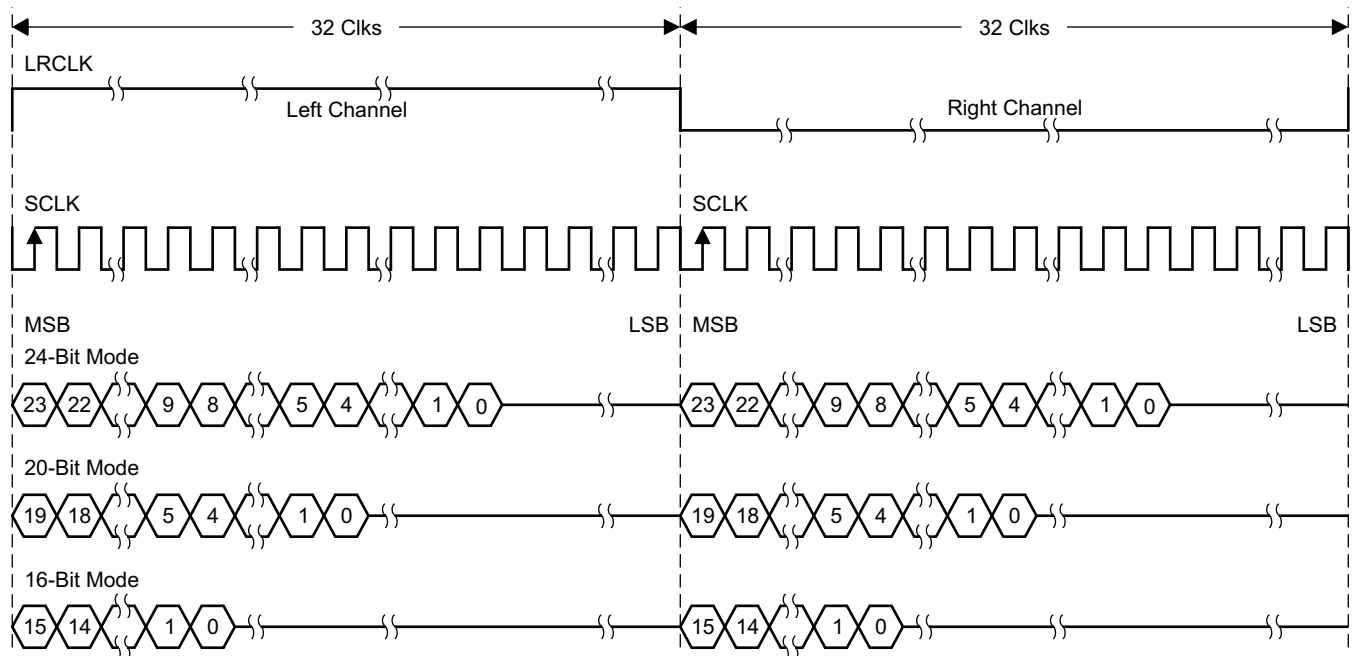 32 Clks 32 Clks
LRCLK
Left Channel Right Channel
SCLK SCLK
MSB LSB MSB LSB
24-Bit Mode
23 22 9 8 5 4 1 0 23 22 9 8 5 4 1 0
20-Bit Mode
19 18 5 4 1 0 19 18 5 4 1 0
16-Bit Mode
15 14 1 0 15 14 1 0